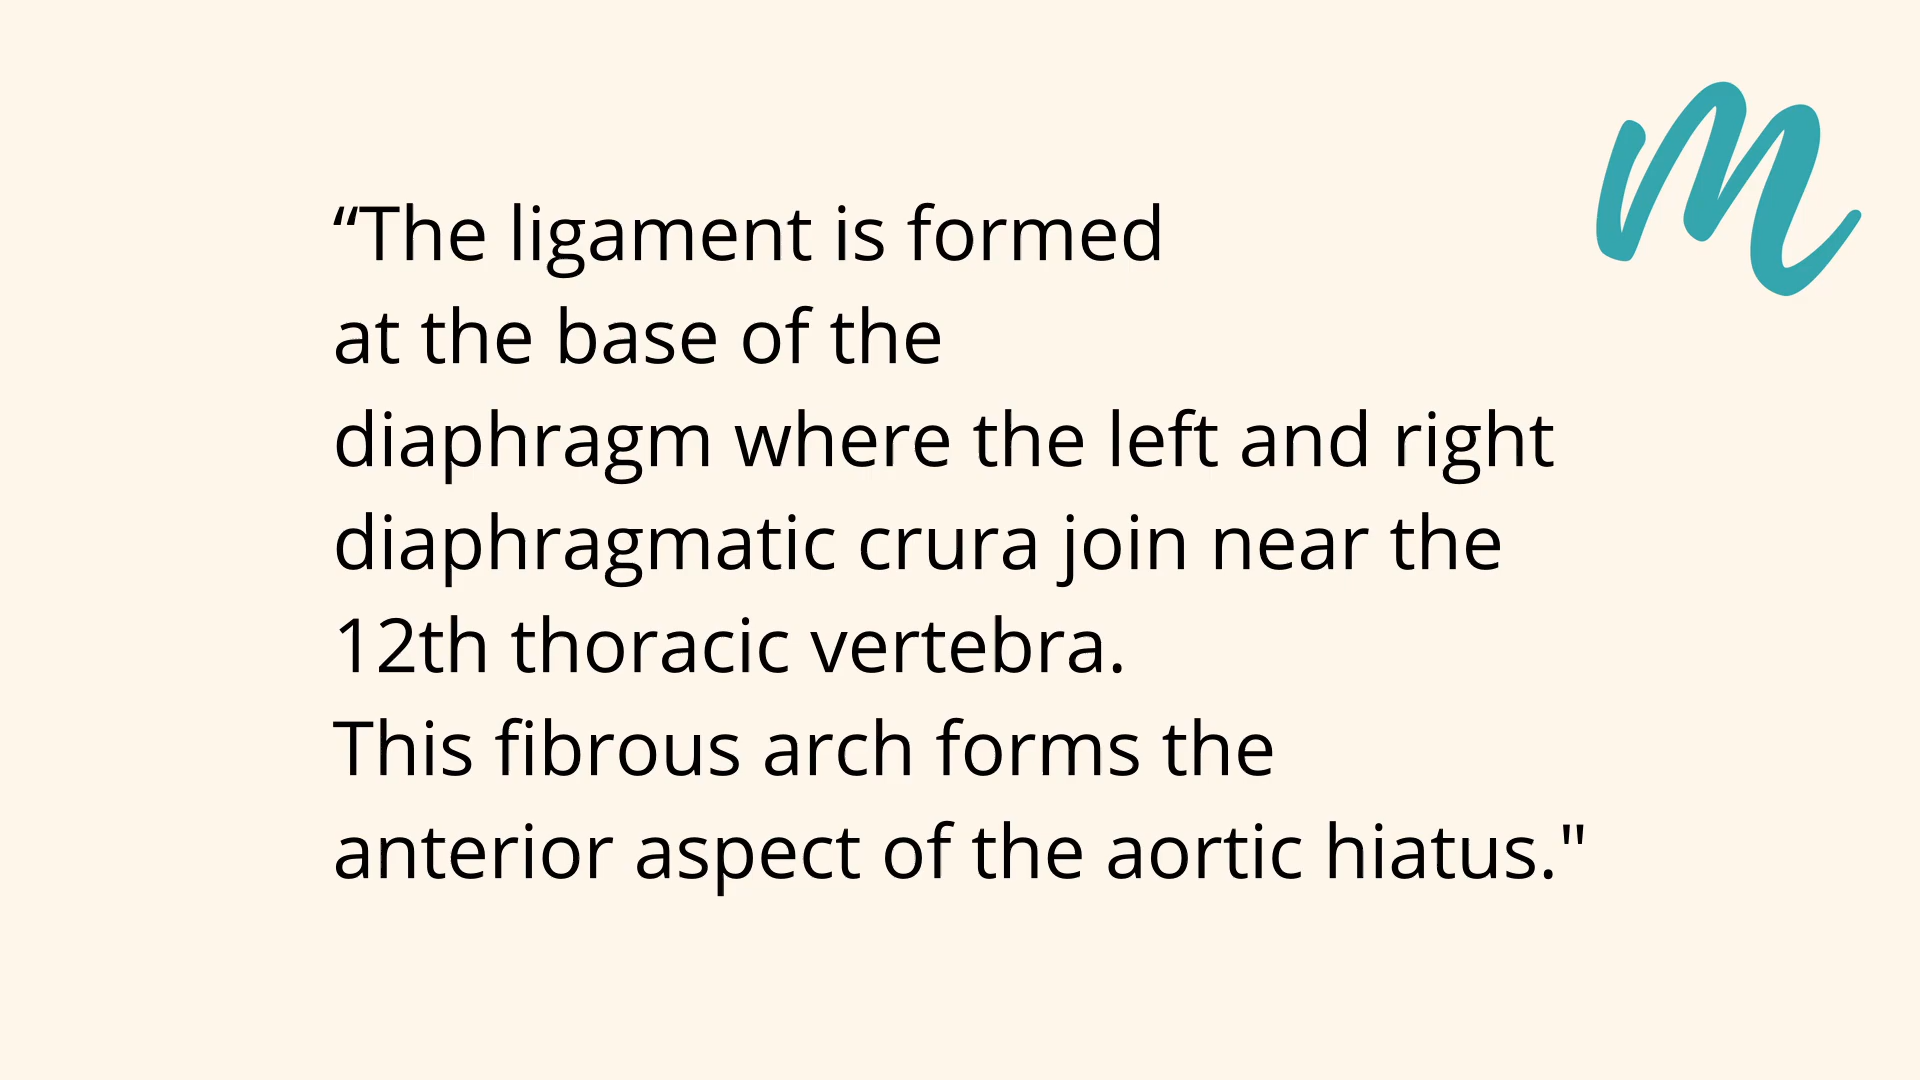 “The ligament is formed
at the base of the
diaphragm where the left and right
diaphragmatic crura join near the
12th thoracic vertebra.
This fibrous arch forms the
anterior aspect of the aortic hiatus."
m